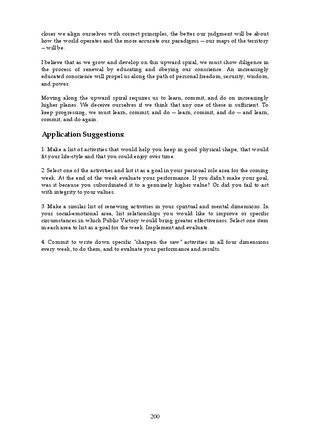 closer we align ourselves with correct principles, the better our judgment will be about
how the world operates and the more accurate our paradigms -- our maps of the territory
-- will be.
I believe that as we grow and develop on this upward spiral, we must show diligence in
the process of renewal by educating and obeying our conscience. An increasingly
educated conscience will propel us along the path of personal freedom, security, wisdom,
and power.
Moving along the upward spiral requires us to learn, commit, and do on increasingly
higher planes. We deceive ourselves if we think that any one of these is sufficient. To
keep progressing, we must learn, commit, and do -- learn, commit, and do -- and learn,
commit, and do again.
Application Suggestions:
1. Make a list of activities that would help you keep in good physical shape, that would
fit your life-style and that you could enjoy over time.
2. Select one of the activities and list it as a goal in your personal role area for the coming
week. At the end of the week evaluate your performance. If you didn't make your goal,
was it because you subordinated it to a genuinely higher value? Or did you fail to act
with integrity to your values.
3. Make a similar list of renewing activities in your spiritual and mental dimensions. In
your social-emotional area, list relationships you would like to improve or specific
circumstances in which Public Victory would bring greater effectiveness. Select one item
in each area to list as a goal for the week. Implement and evaluate.
4. Commit to write down specific "sharpen the saw" activities in all four dimensions
every week, to do them, and to evaluate your performance and results.
200